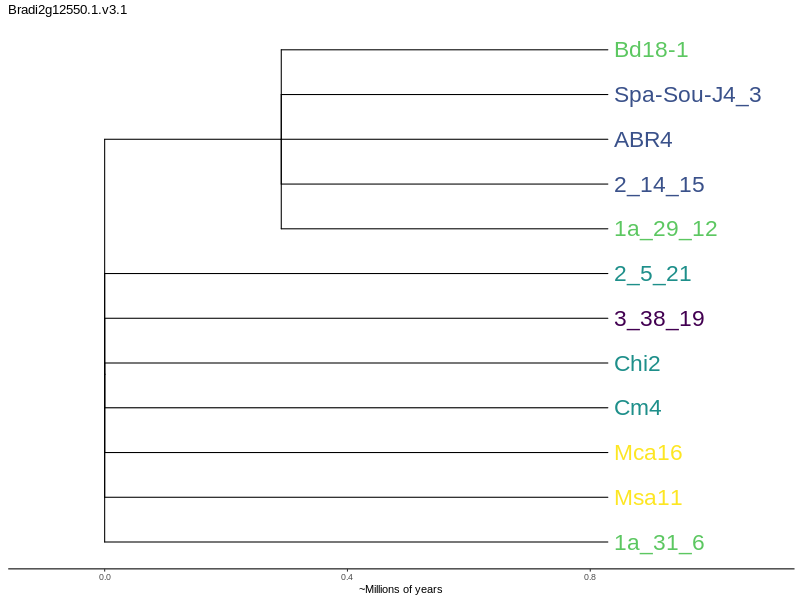 Bradi2g12550.1.v3.1
Bd18-1
Spa-Sou-J4_3
ABR4
2_14_15
1a_29_12
2_5_21
3_38_19
Chi2
Cm4
Mca16
Msa11
1a_31_6
0.0 0.4 0.8
~Millions of years